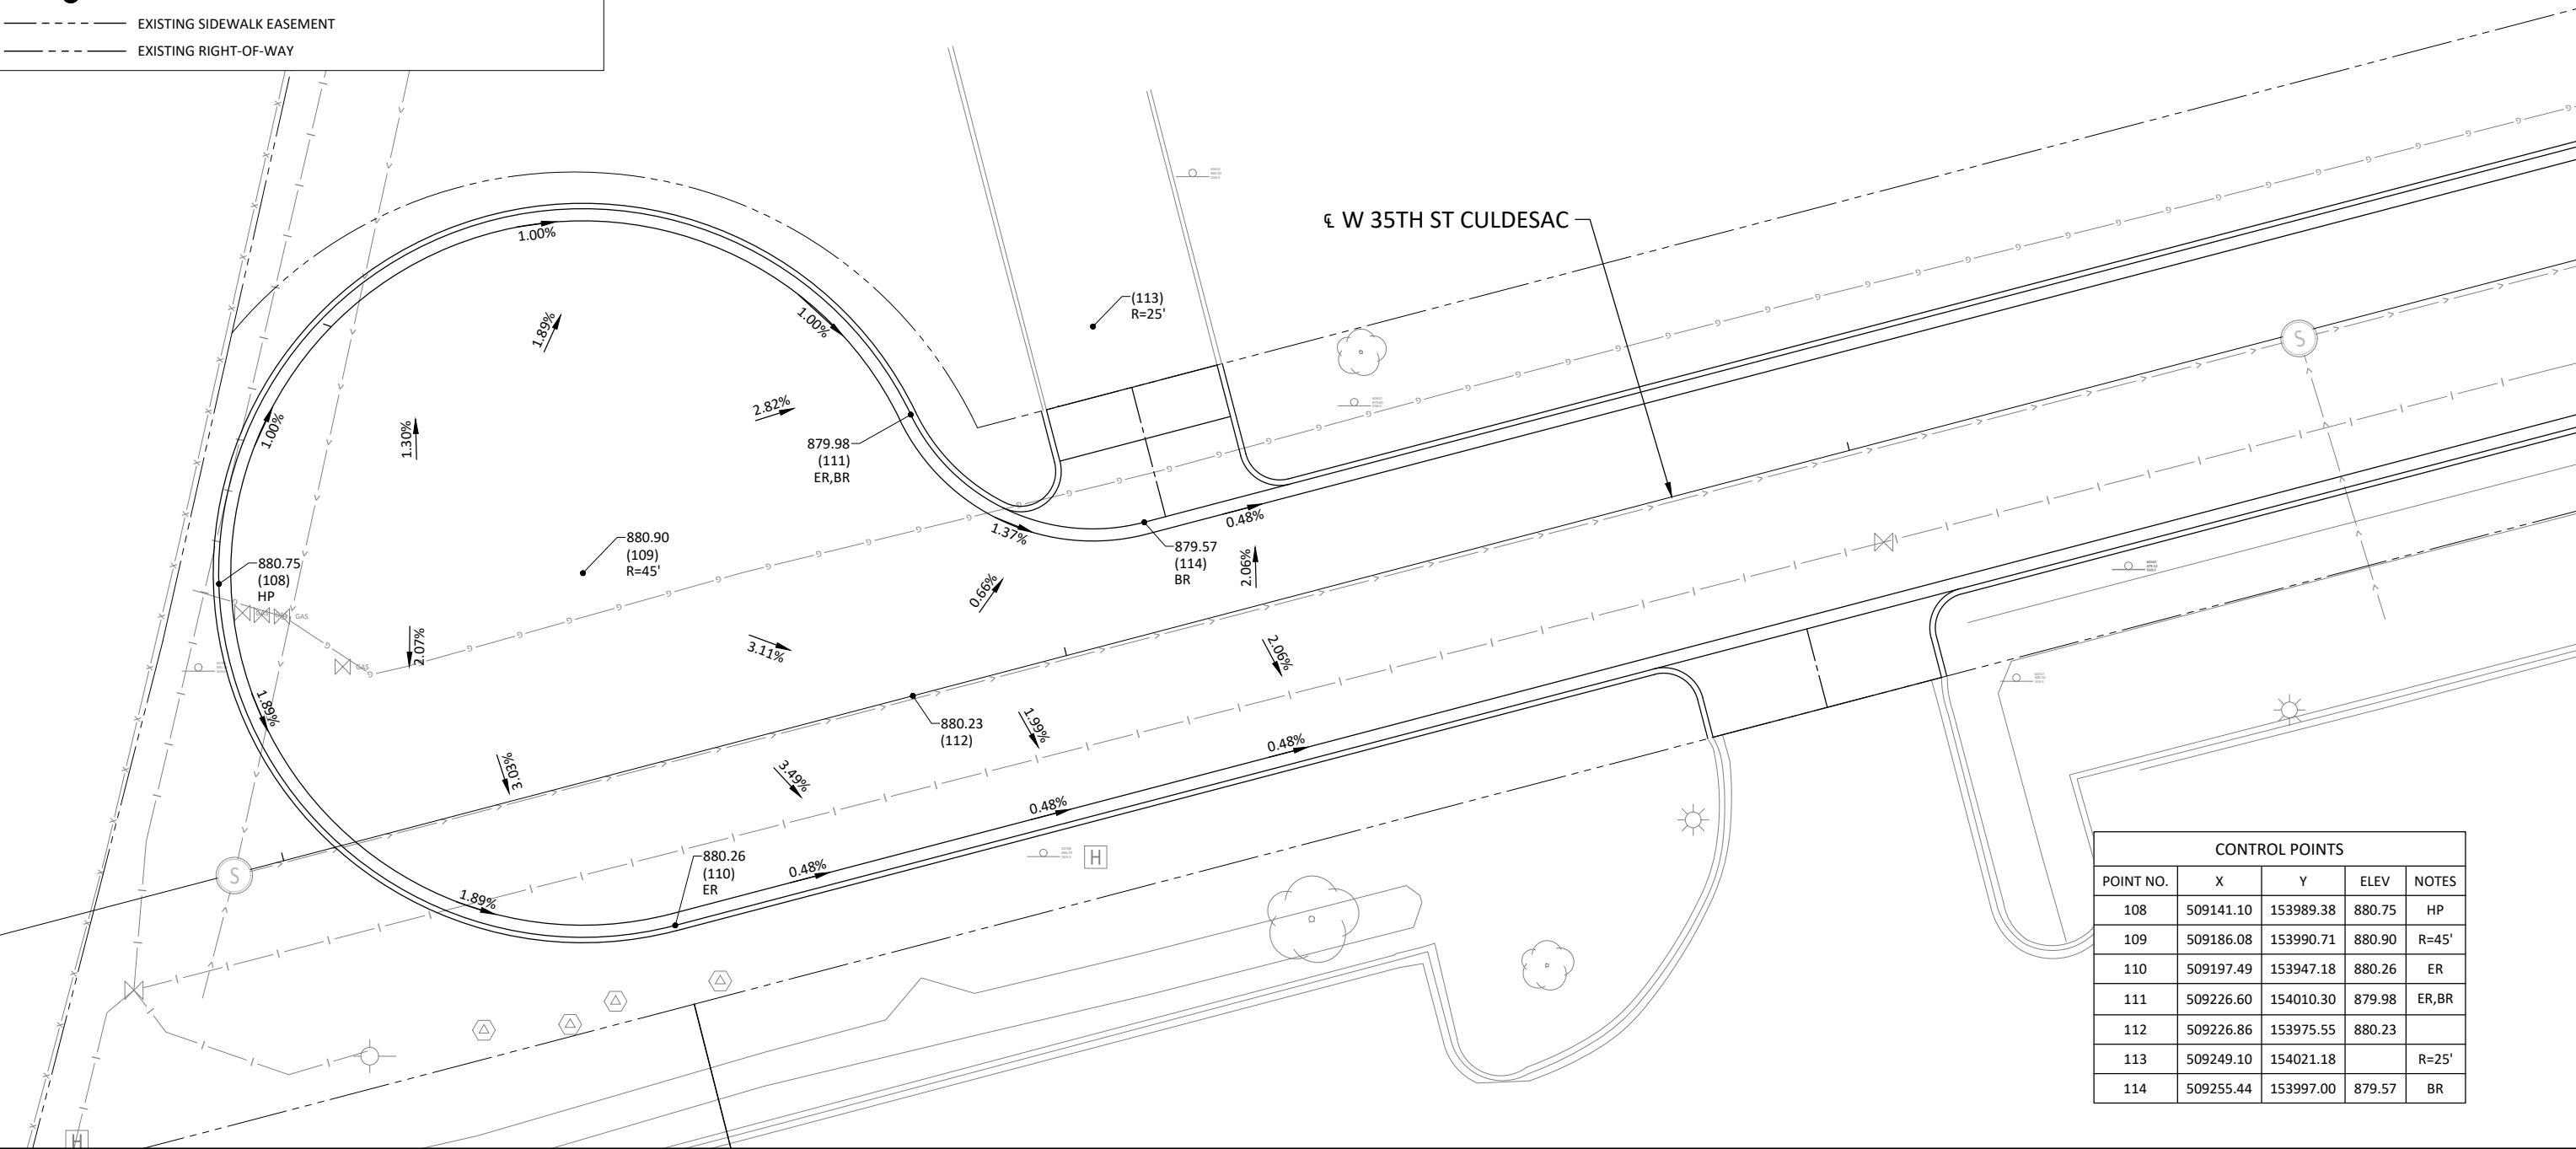 EXISTING SIDEWALK EASEMENT
EXISTING RIGHT-OF-WAY
℄ W 35TH ST CULDESAC
1.00%
1.89%
1.00%
(113)
R=25'
1.00%
1.30%
2.82%
879.98
(111)
ER,BR
880.90
(109)
R=45'
1.37%
0.48%
879.57
(114)
BR
2.06%
880.75
(108)
HP
GAS
GAS
0.66%
2.07%
3.11%
2.06%
1.89%
880.23
(112)
1.99%
3.03%
3.49%
0.48%
0.48%
880.26
(110)
ER
0.48%
1.89%
S
S
H
H
CONTROL POINTS
POINT NO. X Y ELEV NOTES
108 509141.10 153989.38 880.75 HP
109 509186.08 153990.71 880.90 R=45'
110 509197.49 153947.18 880.26 ER
111 509226.60 154010.30 879.98 ER,BR
112 509226.86 153975.55 880.23
113 509249.10 154021.18 R=25'
114 509255.44 153997.00 879.57 BR